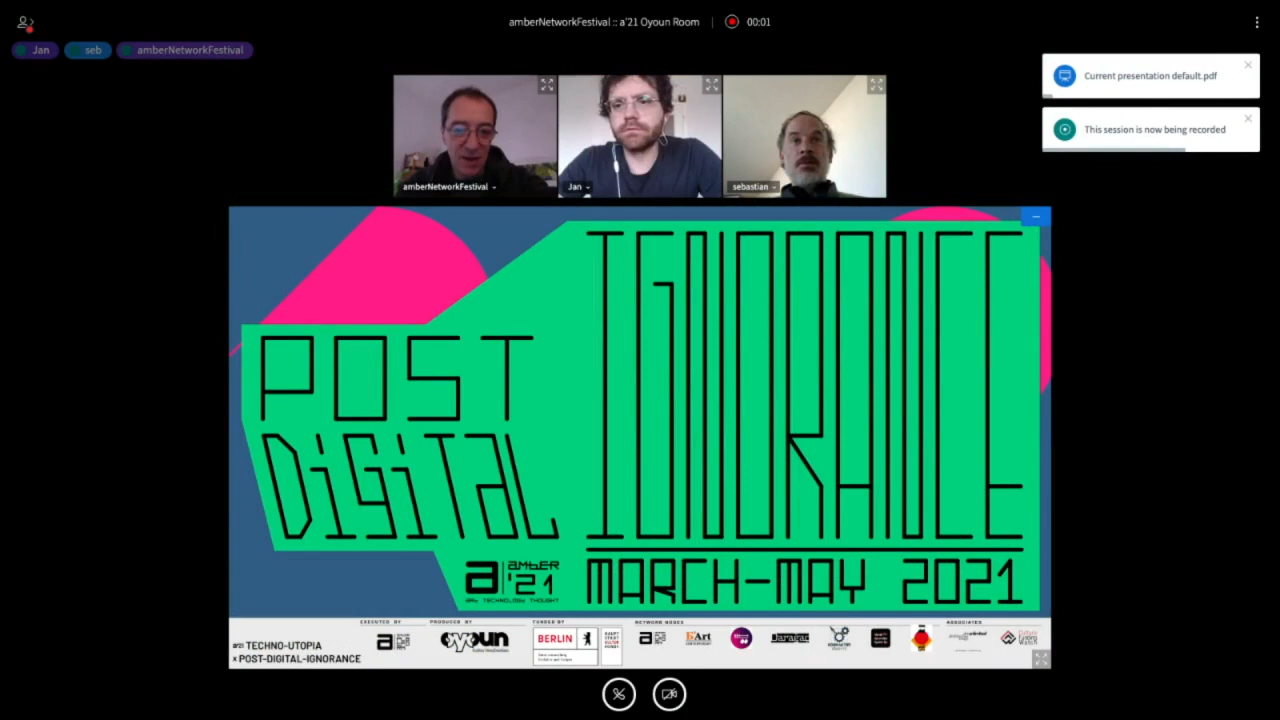 amberNetworkFestival :: a'21 Oyoun Room | 00:01
Jan seb amberNetworkFestival
Current presentation default.pdf
This session is now being recorded
amberNetworkFestival
Jan
sebastian
IGNORANCE
POST
DiGiTAL
a amBER
'21
MARCH-MAY 2021
EXECUTED BY
PRODUCED BY
FUNDED BY
NETWORK NODES
ASSOCIATES
a'21 TECHNO-UTOPIA
x POST-DIGITAL-IGNORANCE
oyoun
BERLIN